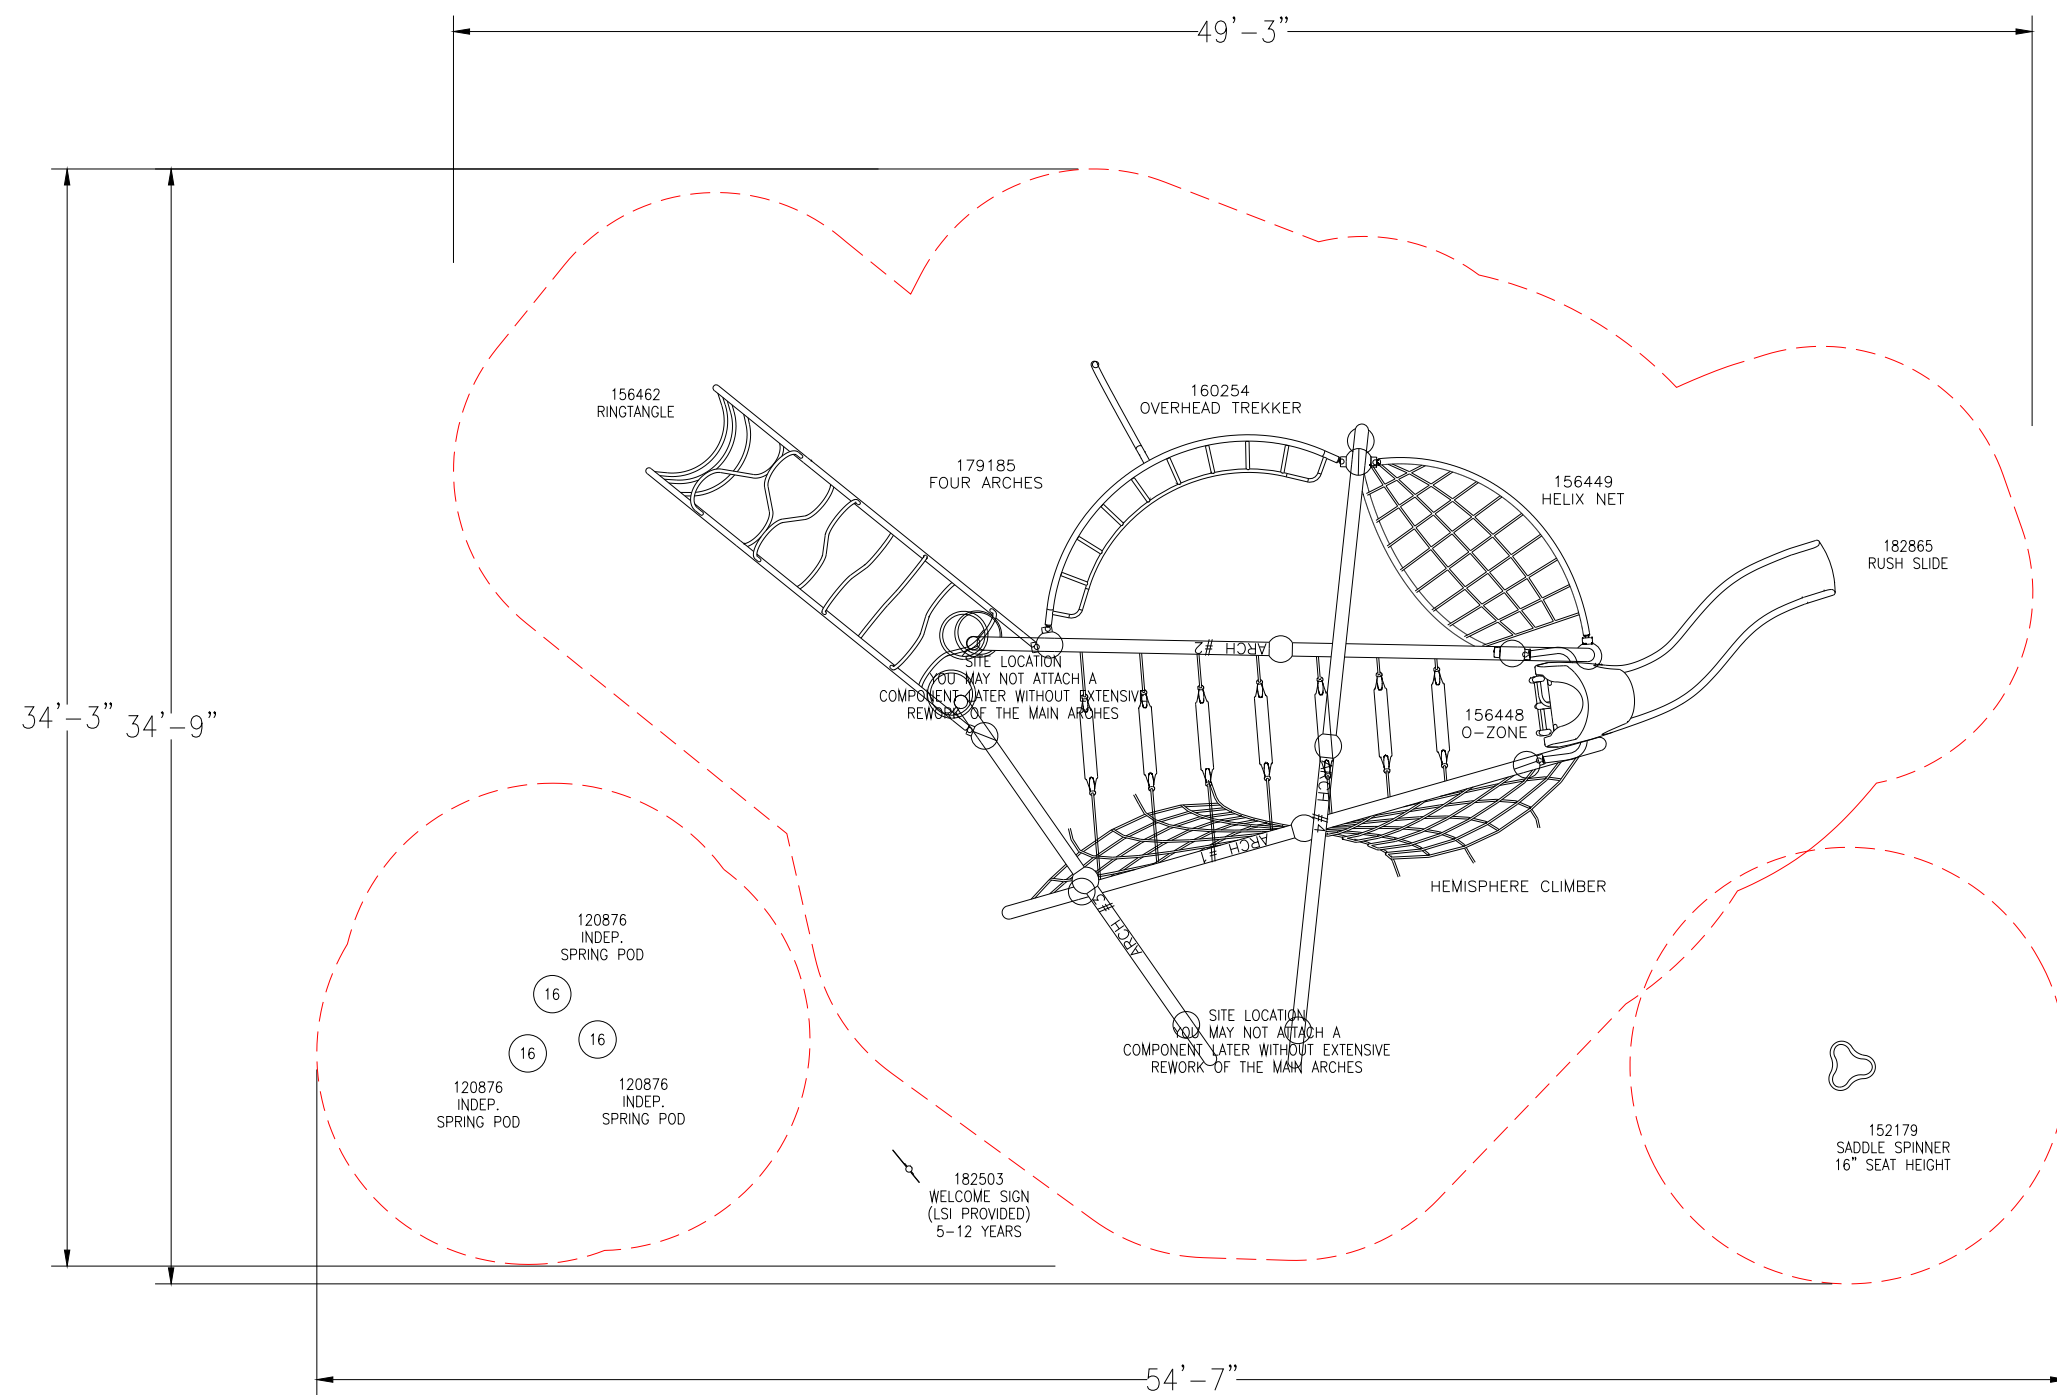 49'-3"
156462
RINGTANGLE
160254
OVERHEAD TREKKER
179185
FOUR ARCHES
156449
HELIX NET
182865
RUSH SLIDE
ARCH #2
SITE LOCATION
YOU MAY NOT ATTACH A
COMPONENT LATER WITHOUT EXTENSIVE
REWORK OF THE MAIN ARCHES
34'-3"
34'-9"
156448
O-ZONE
ARCH #4
ARCH #1
HEMISPHERE CLIMBER
ARCH #3
120876
INDEP.
SPRING POD
16
16
16
120876
INDEP.
SPRING POD
120876
INDEP.
SPRING POD
SITE LOCATION
YOU MAY NOT ATTACH A
COMPONENT LATER WITHOUT EXTENSIVE
REWORK OF THE MAIN ARCHES
152179
SADDLE SPINNER
16" SEAT HEIGHT
182503
WELCOME SIGN
(LSI PROVIDED)
5-12 YEARS
54'-7"